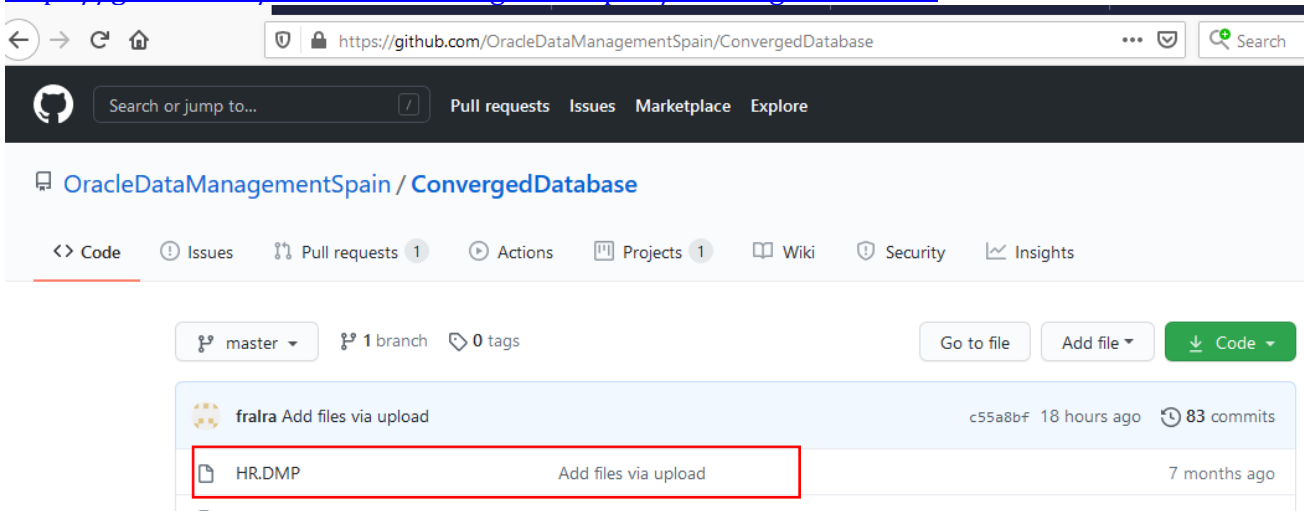 https://github.com/OracleDataManagementSpain/ConvergedDatabase
Search
Search or jump to... / Pull requests Issues Marketplace Explore
OracleDataManagementSpain / ConvergedDatabase
<> Code Issues Pull requests 1 Actions Projects 1 Wiki Security Insights
master 1 branch 0 tags Go to file Add file Code
fralra Add files via upload c55a8bf 18 hours ago 83 commits
HR.DMP Add files via upload 7 months ago